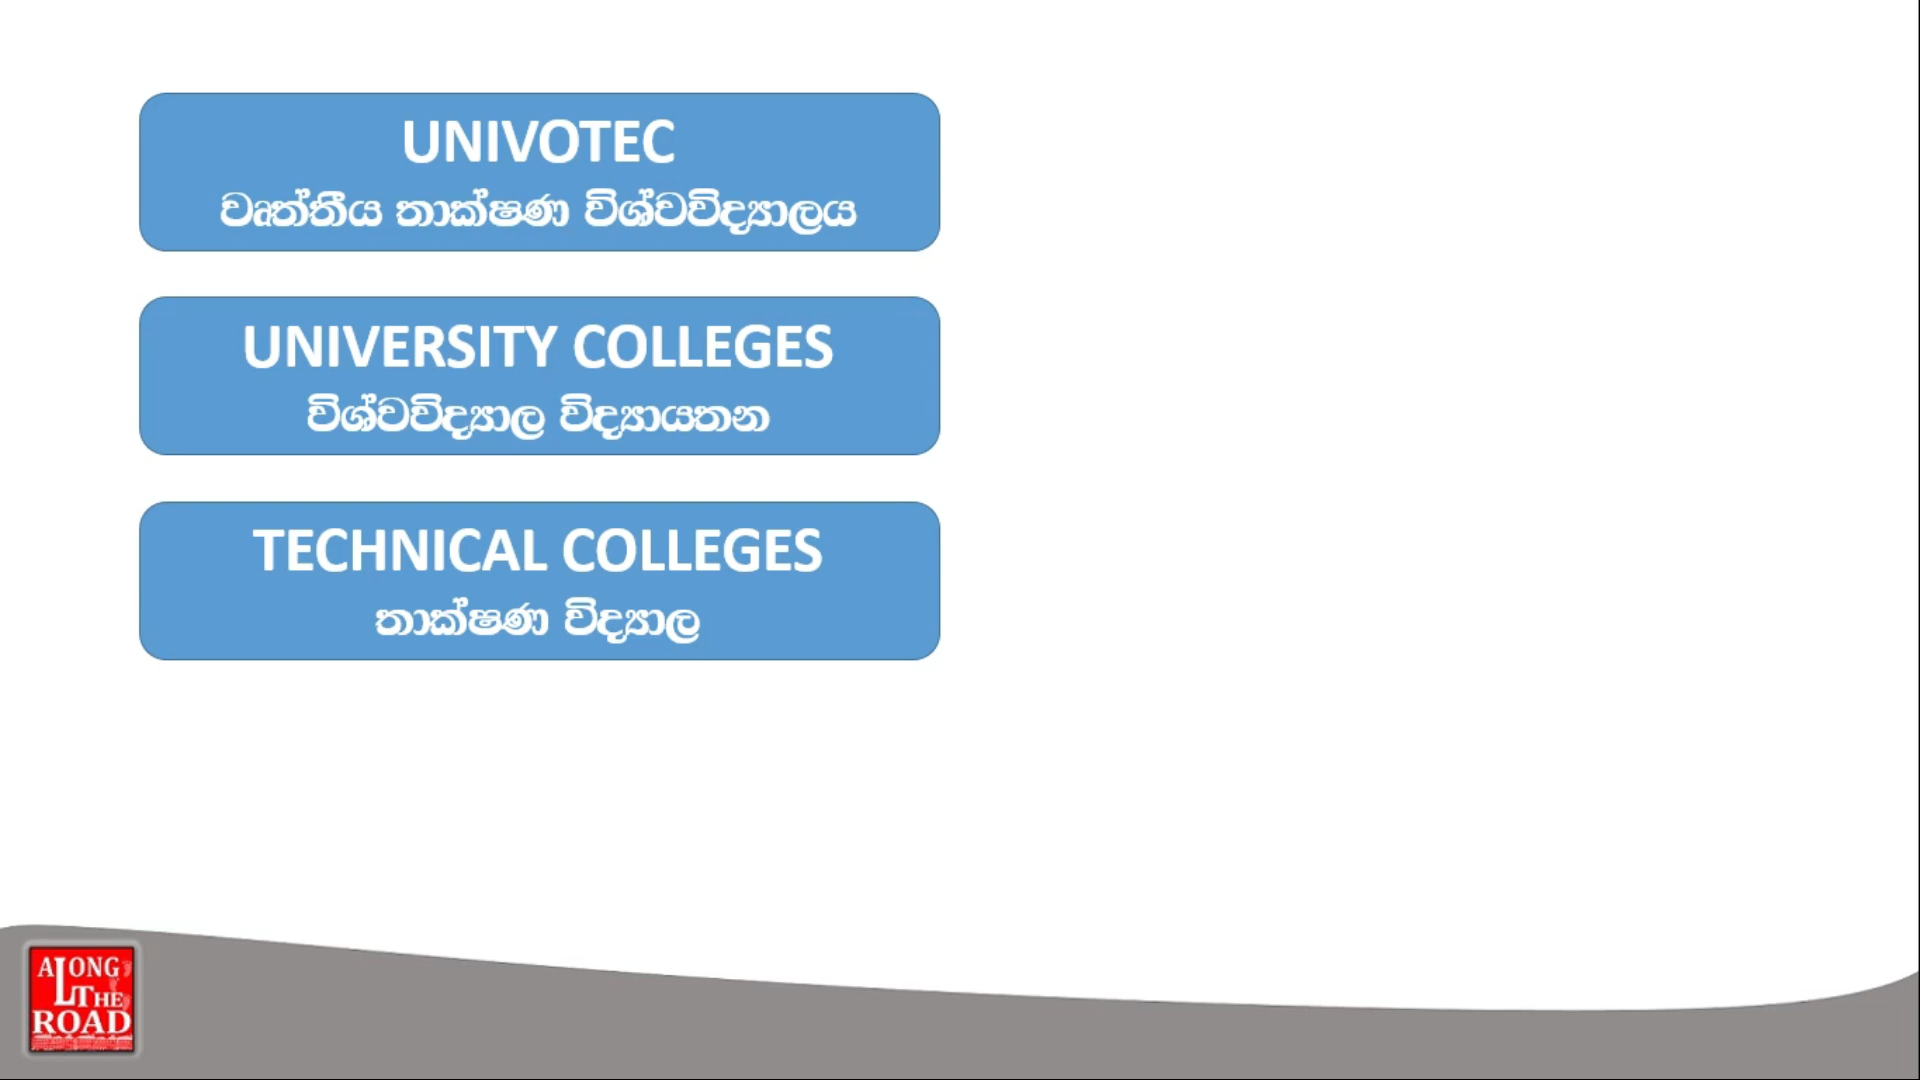 UNIVOTEC
වෘත්තීය තාක්ෂණ විශ්වවිද්‍යාලය
UNIVERSITY COLLEGES
විශ්වවිද්‍යාල විද්‍යායතන
TECHNICAL COLLEGES
තාක්ෂණ විද්‍යාල
ALONG
THE
ROAD